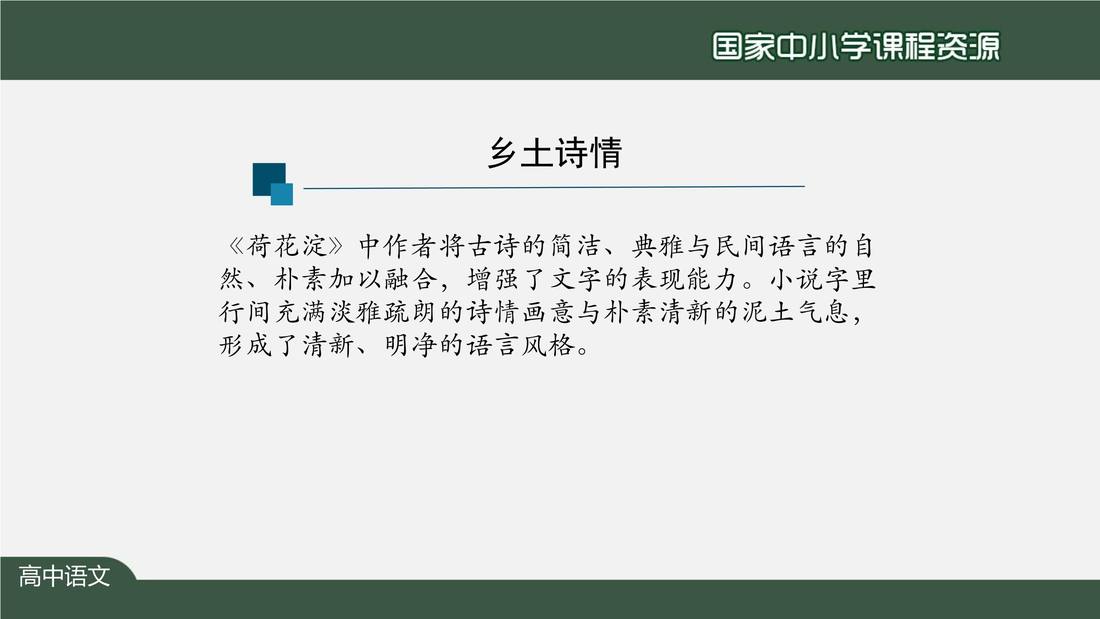 国家中小学课程资源
乡土诗情
《荷花淀》中作者将古诗的简洁、典雅与民间语言的自
然、朴素加以融合，增强了文字的表现能力。小说字里
行间充满淡雅疏朗的诗情画意与朴素清新的泥土气息，
形成了清新、明净的语言风格。
高中语文